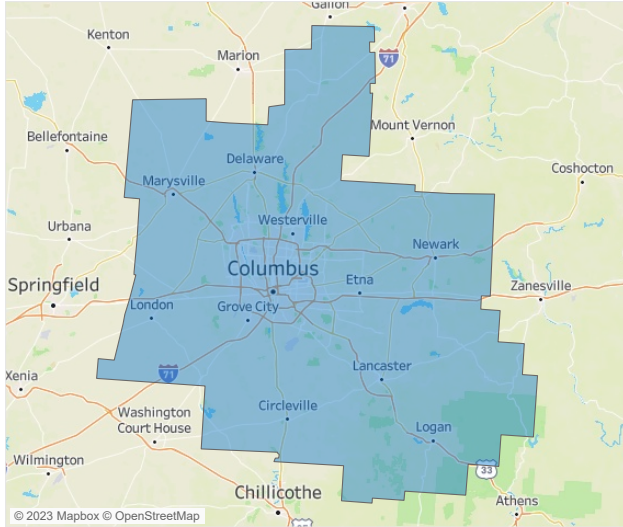 Galion
Kenton
Marion
71
Mount Vernon
Bellefontaine
Delaware
Coshocton
Marysville
Urbana
Westerville
Newark
Columbus
Springfield
Etna
Zanesville
London
Grove City
Lancaster
71
Xenia
Circleville
Washington
Court House
Logan
Wilmington
33
Chillicothe
Athens
© 2023 Mapbox © OpenStreetMap